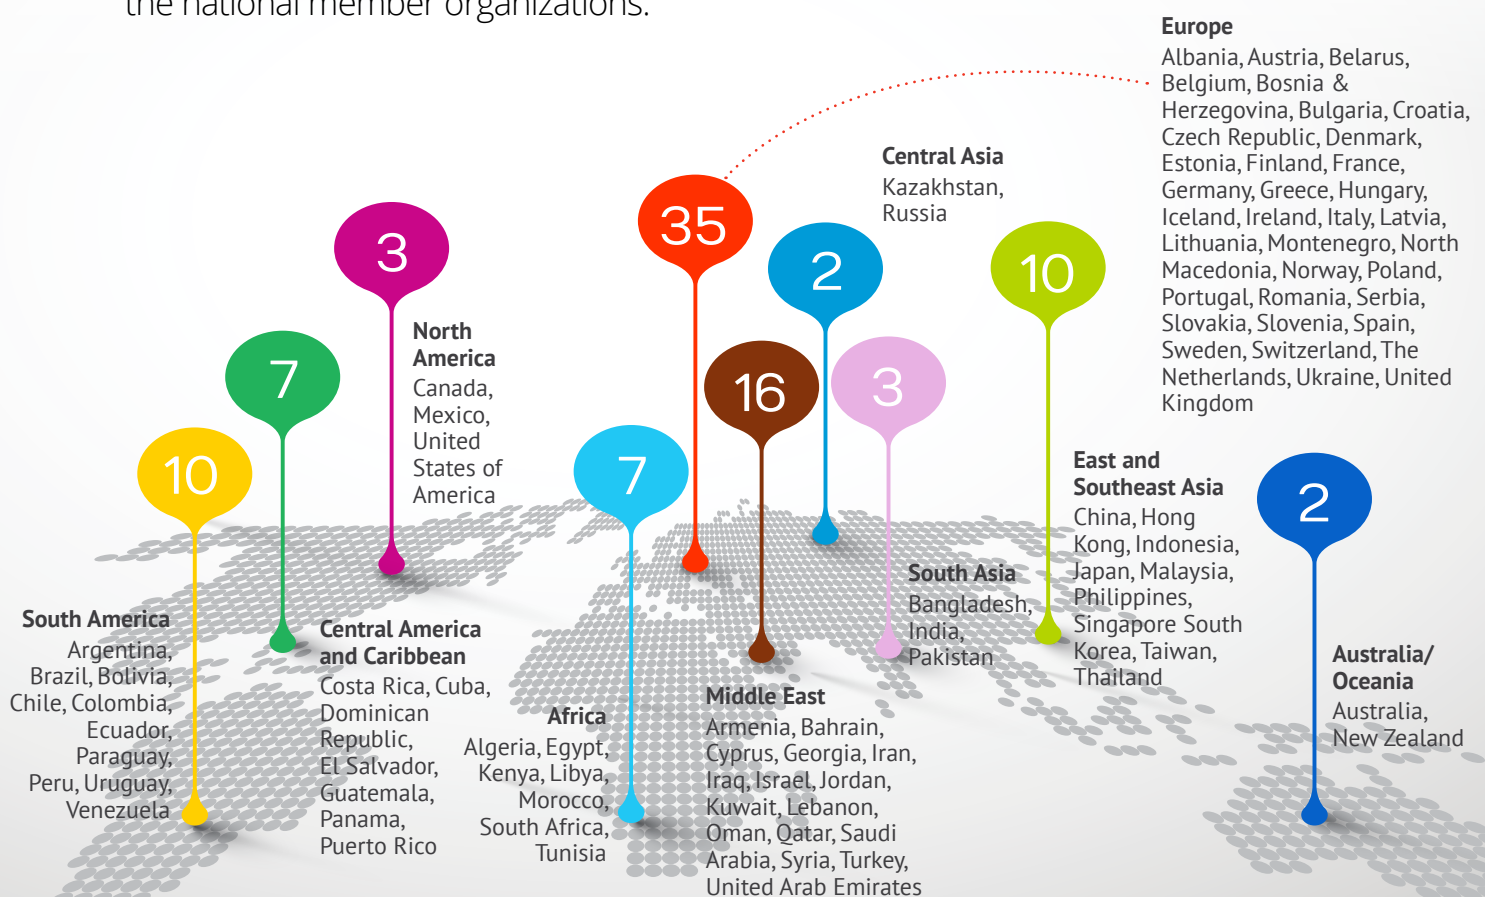 the national member organizations.
Europe
Albania, Austria, Belarus,
Belgium, Bosnia &
Herzegovina, Bulgaria, Croatia,
Czech Republic, Denmark,
Estonia, Finland, France,
Germany, Greece, Hungary,
Iceland, Ireland, Italy, Latvia,
Lithuania, Montenegro, North
Macedonia, Norway, Poland,
Portugal, Romania, Serbia,
Slovakia, Slovenia, Spain,
Sweden, Switzerland, The
Netherlands, Ukraine, United
Kingdom
35
Central Asia
Kazakhstan,
Russia
2
3
North
America
Canada,
Mexico,
United
States of
America
10
East and
Southeast Asia
China, Hong
Kong, Indonesia,
Japan, Malaysia,
Philippines,
Singapore South
Korea, Taiwan,
Thailand
7
Central America
and Caribbean
Costa Rica, Cuba,
Dominican
Republic,
El Salvador,
Guatemala,
Panama,
Puerto Rico
16
Middle East
Armenia, Bahrain,
Cyprus, Georgia, Iran,
Iraq, Israel, Jordan,
Kuwait, Lebanon,
Oman, Qatar, Saudi
Arabia, Syria, Turkey,
United Arab Emirates
3
South Asia
Bangladesh,
India,
Pakistan
10
South America
Argentina,
Brazil, Bolivia,
Chile, Colombia,
Ecuador,
Paraguay,
Peru, Uruguay,
Venezuela
7
Africa
Algeria, Egypt,
Kenya, Libya,
Morocco,
South Africa,
Tunisia
2
Australia/
Oceania
Australia,
New Zealand